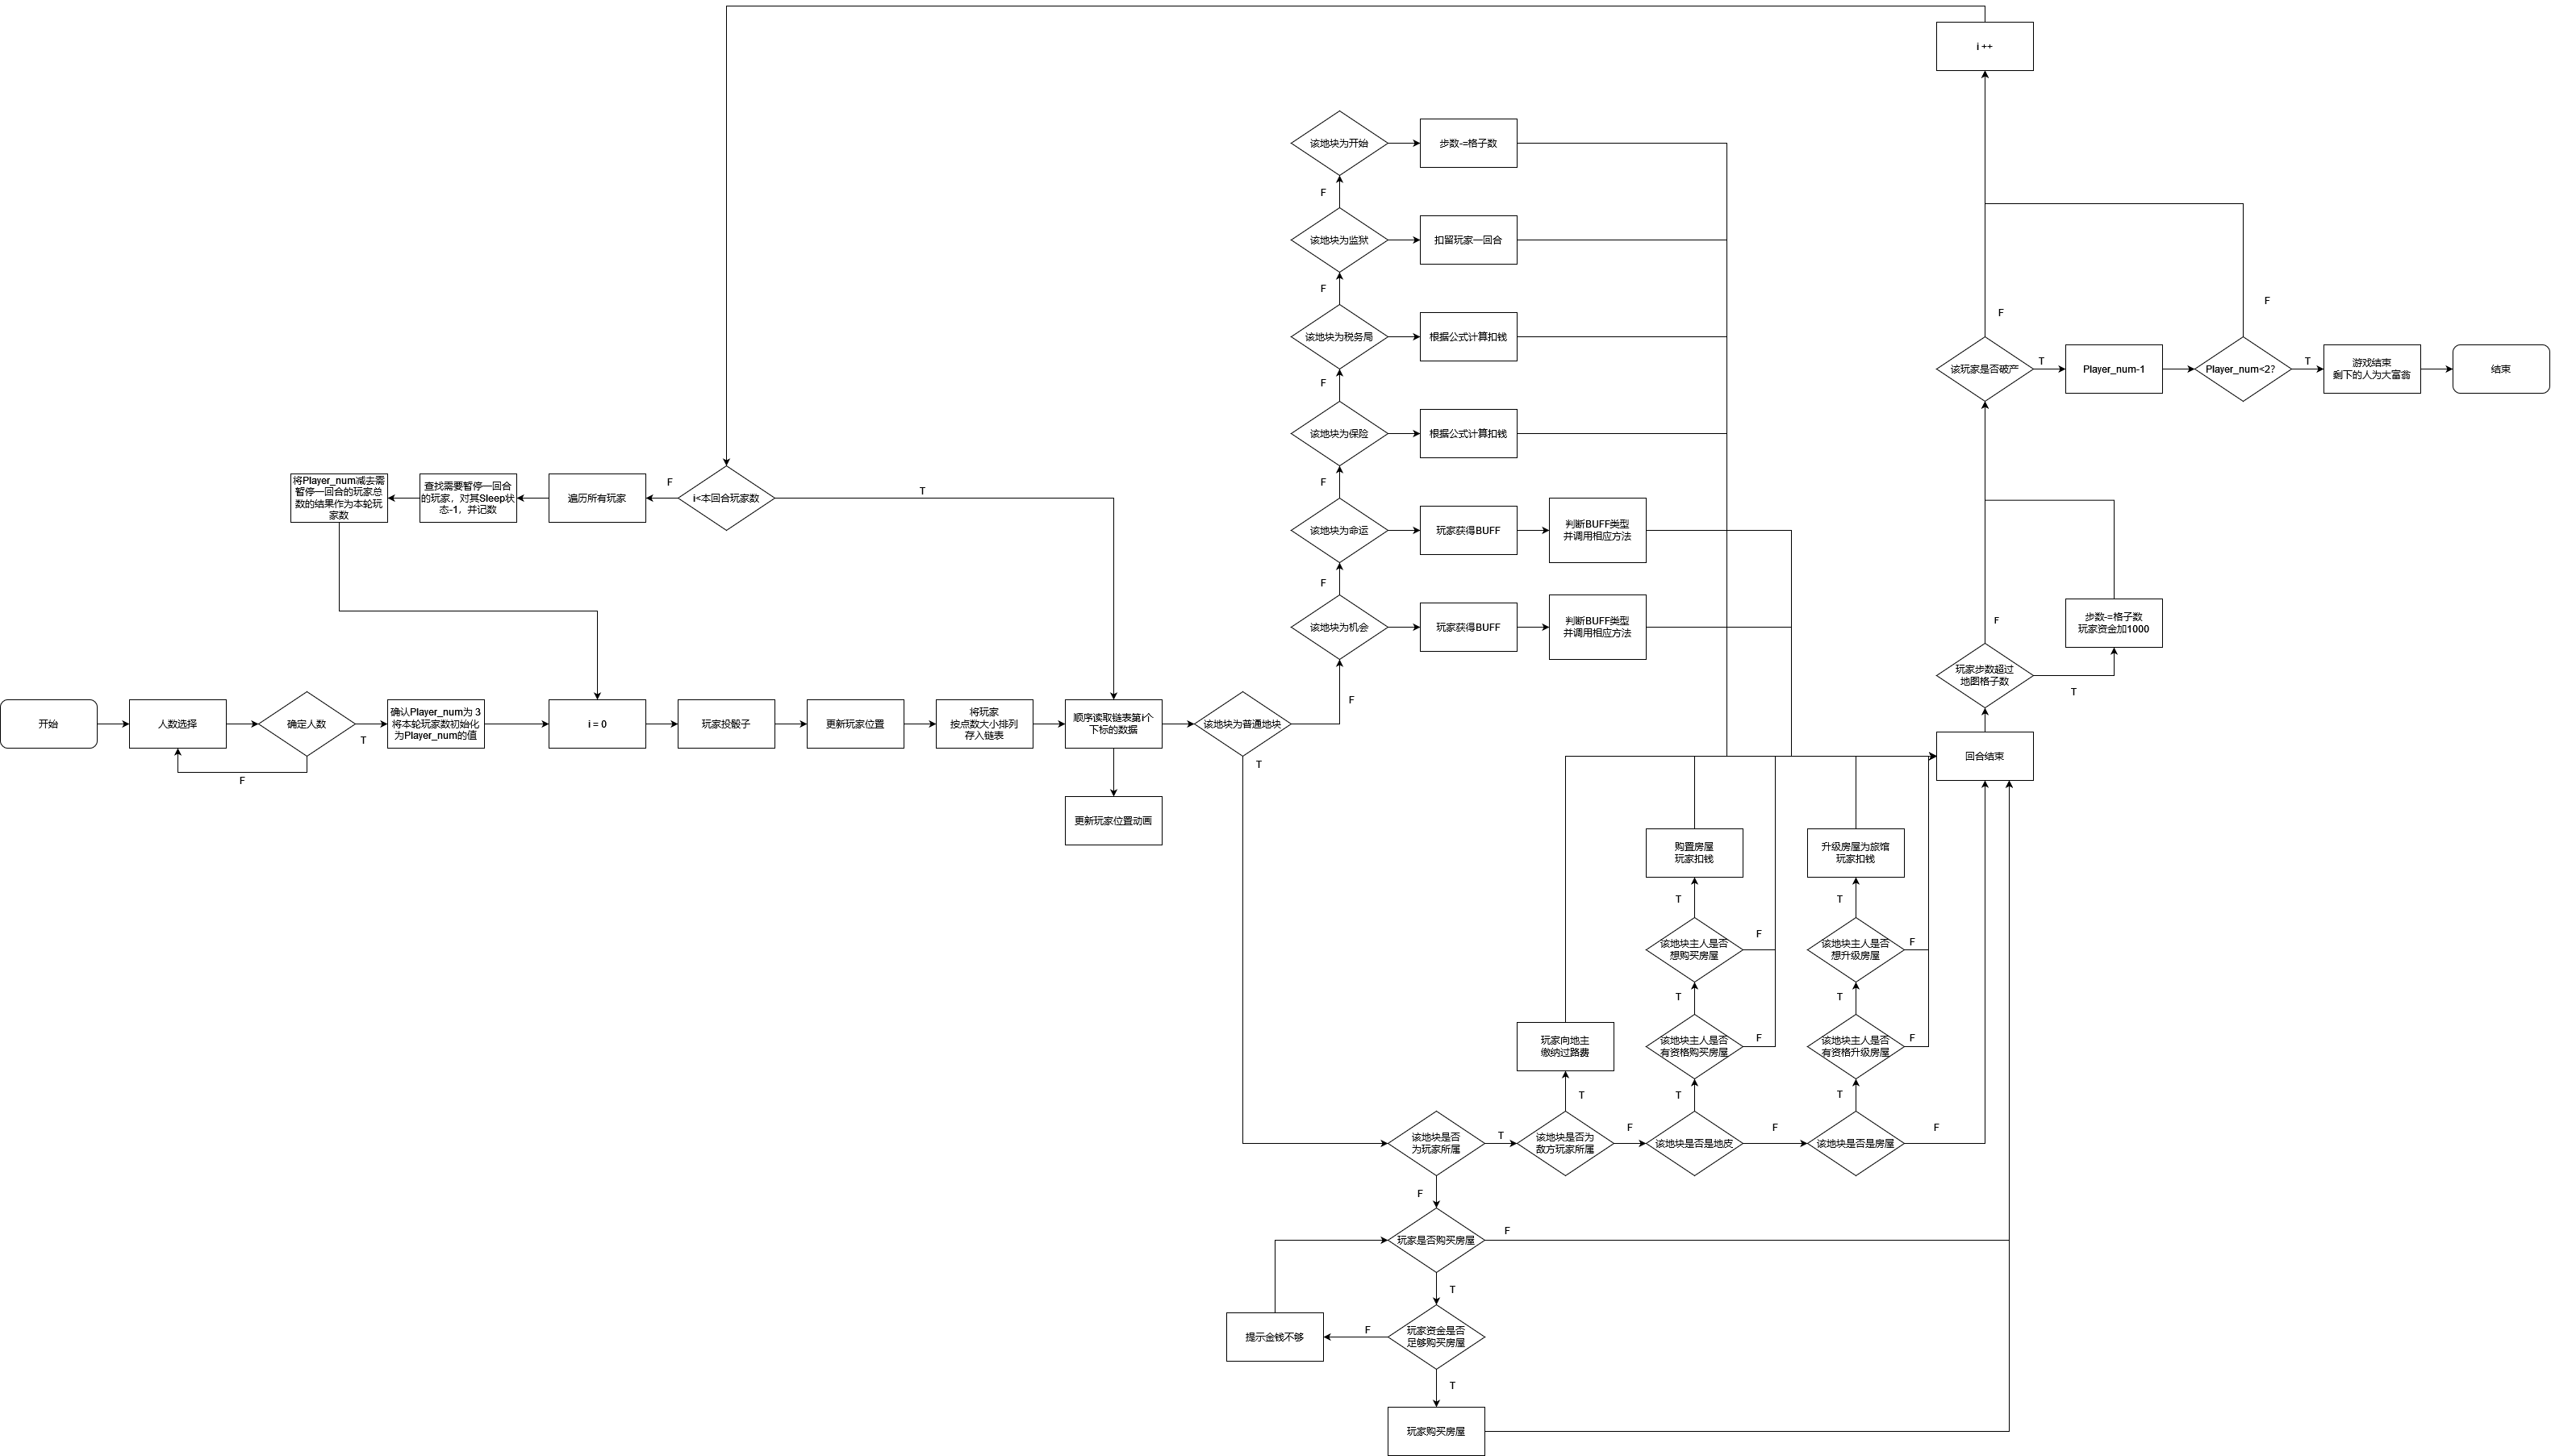 i ++
该地块为开始
步数-=格子数
F
该地块为监狱
扣留玩家一回合
F
该地块为税务局
根据公式计算扣钱
F
该地块为保险
根据公式计算扣钱
F
该地块为命运
玩家获得BUFF
判断BUFF类型
并调用相应方法
F
该地块为机会
玩家获得BUFF
判断BUFF类型
并调用相应方法
F
F
该玩家是否破产
T
Player_num-1
Player_num<2?
F
T
游戏结束
剩下的人为大富翁
结束
将Player_num减去需
暂停一回合的玩家总
数的结果作为本轮玩
家数
查找需要暂停一回合
的玩家，对其Sleep状
态-1，并记数
遍历所有玩家
F
i<本回合玩家数
T
F
步数-=格子数
玩家资金加1000
玩家步数超过
地图格子数
T
开始
人数选择
确定人数
T
F
确认Player_num为 3
将本轮玩家数初始化
为Player_num的值
i = 0
玩家投骰子
更新玩家位置
将玩家
按点数大小排列
存入链表
顺序读取链表第i个
下标的数据
该地块为普通地块
T
回合结束
更新玩家位置动画
购置房屋
玩家扣钱
升级房屋为旅馆
玩家扣钱
T
T
该地块主人是否
想购买房屋
F
该地块主人是否
想升级房屋
F
T
T
玩家向地主
缴纳过路费
该地块主人是否
有资格购买房屋
F
该地块主人是否
有资格升级房屋
F
T
T
T
该地块是否
为玩家所属
T
该地块是否为
敌方玩家所属
F
该地块是否是地皮
F
该地块是否是房屋
F
F
玩家是否购买房屋
F
T
提示金钱不够
F
玩家资金是否
足够购买房屋
T
玩家购买房屋